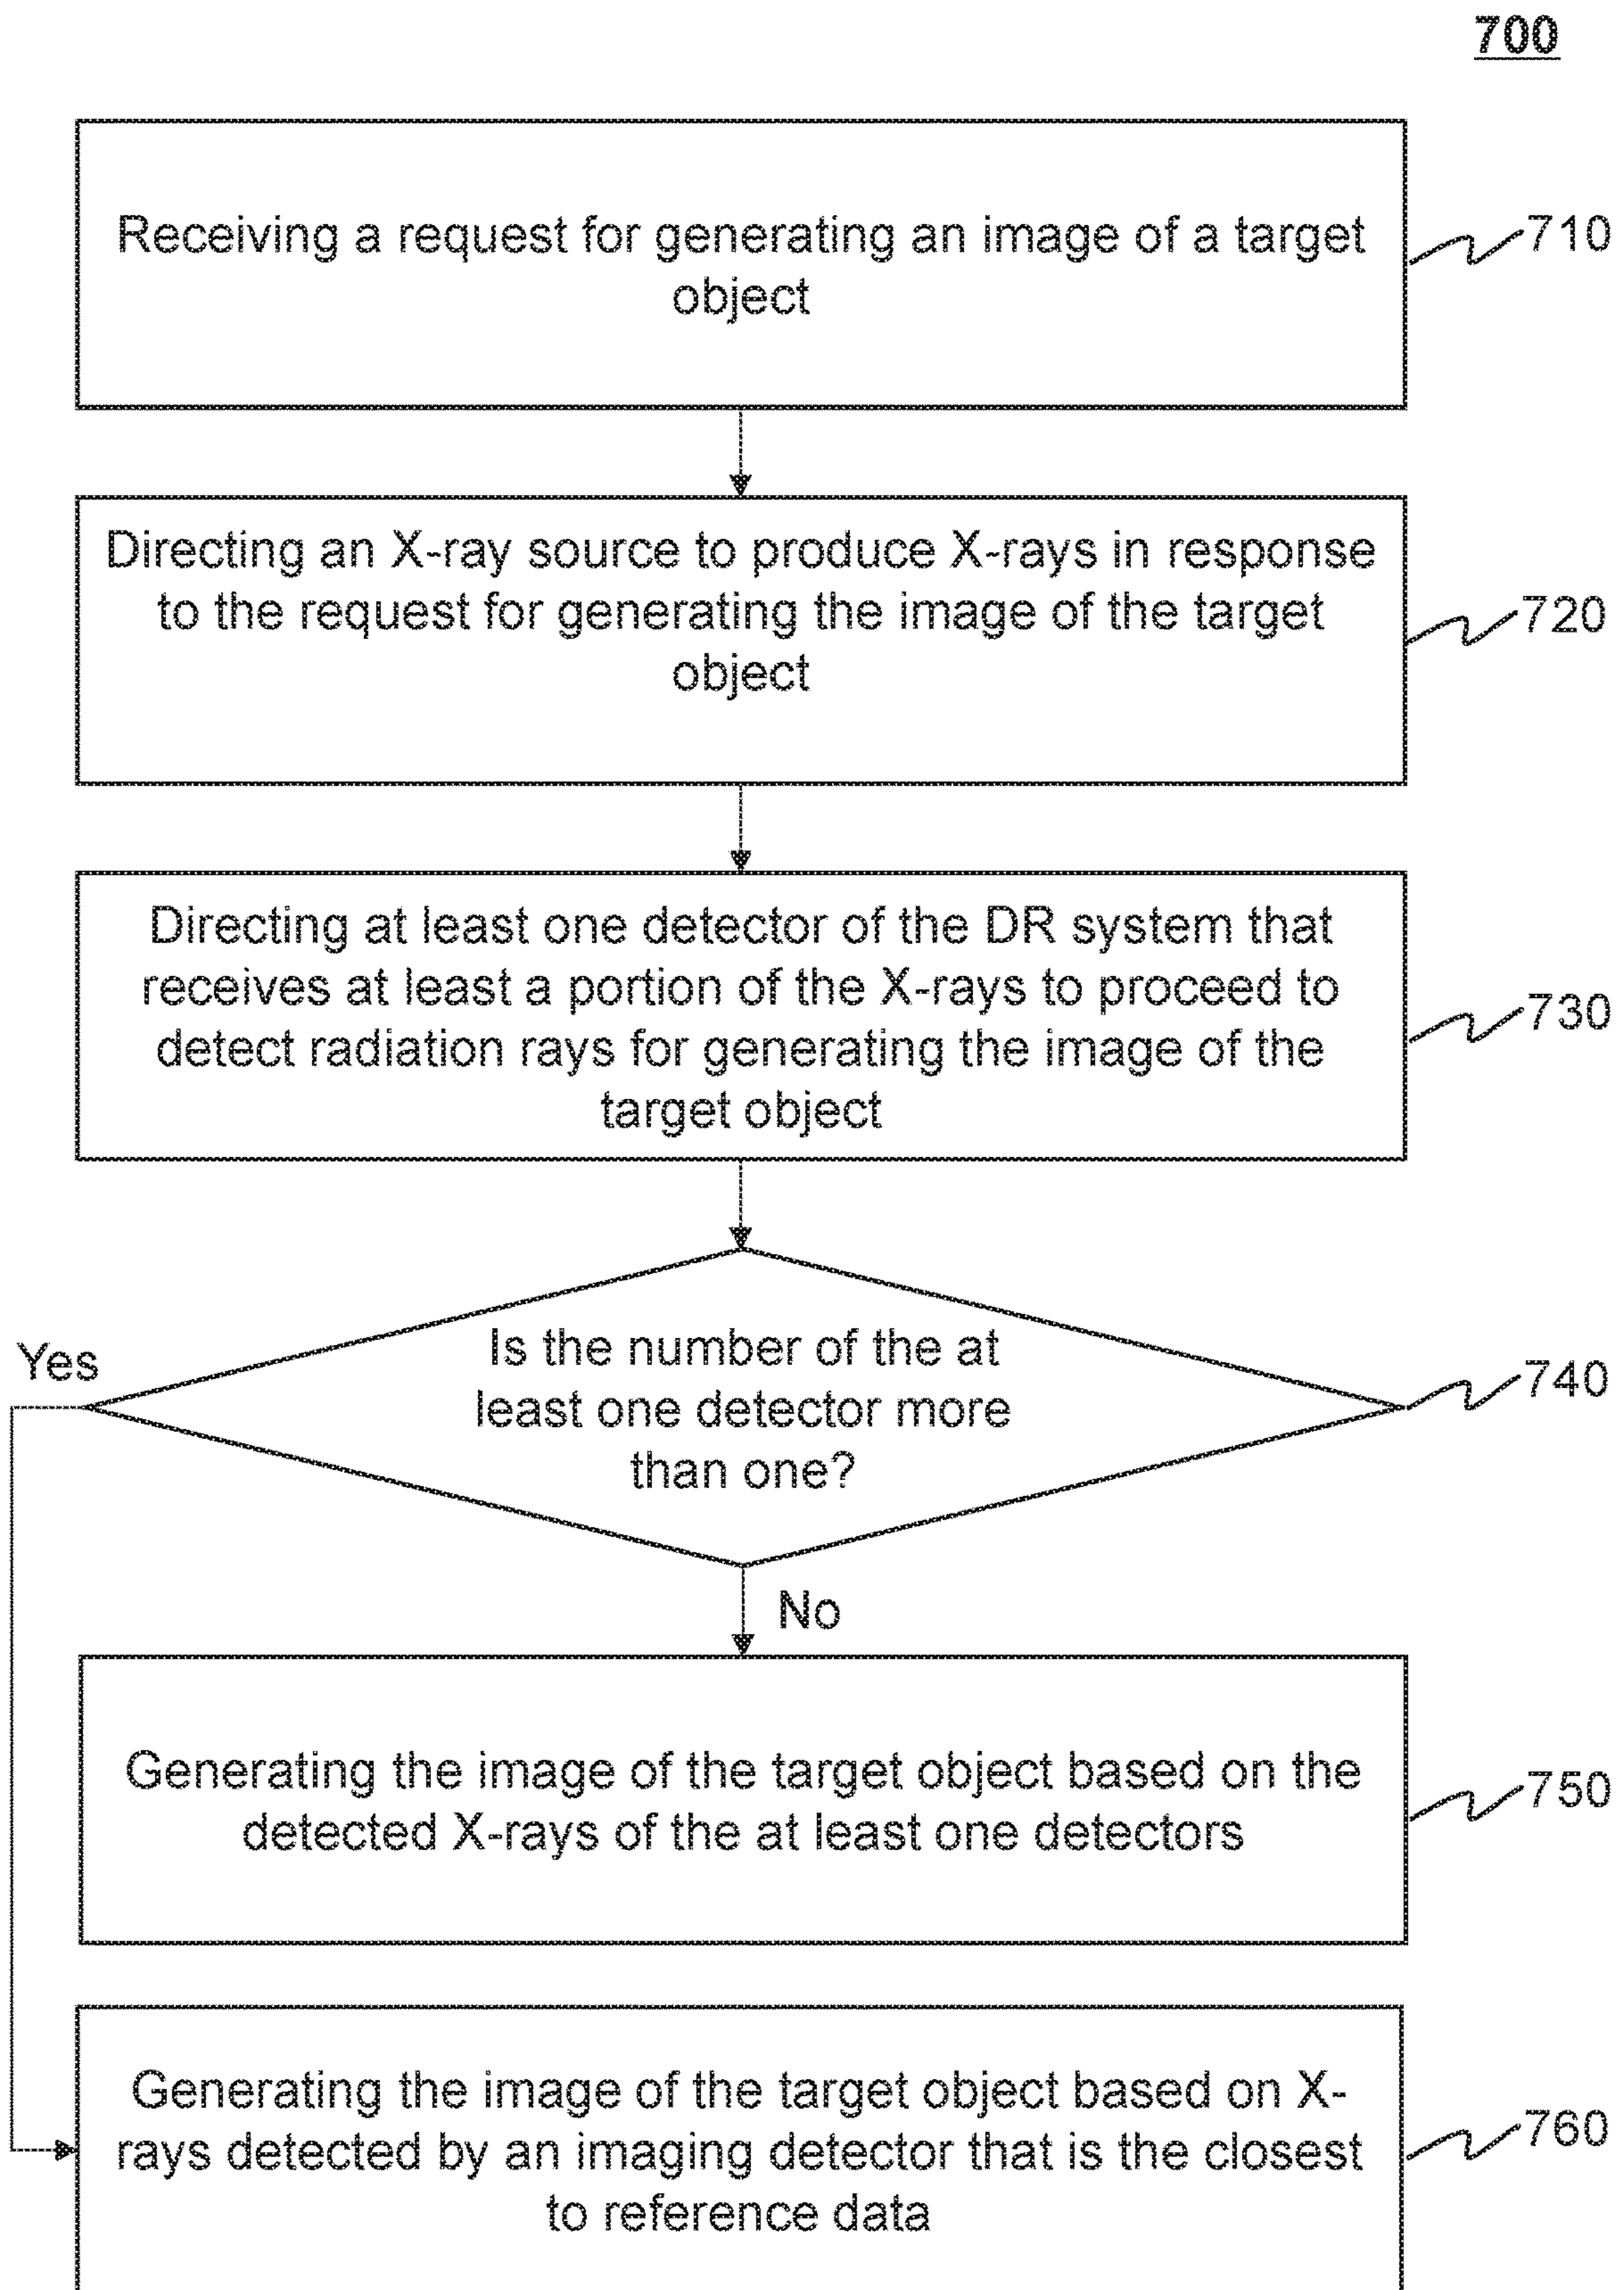 700
Receiving a request for generating an image of a target
object
710
Directing an X-ray source to produce X-rays in response
to the request for generating the image of the target
object
720
Directing at least one detector of the DR system that
receives at least a portion of the X-rays to proceed to
detect radiation rays for generating the image of the
target object
730
Is the number of the at
least one detector more
than one?
Yes
740
No
Generating the image of the target object based on the
detected X-rays of the at least one detectors
750
Generating the image of the target object based on X-
rays detected by an imaging detector that is the closest
to reference data
760